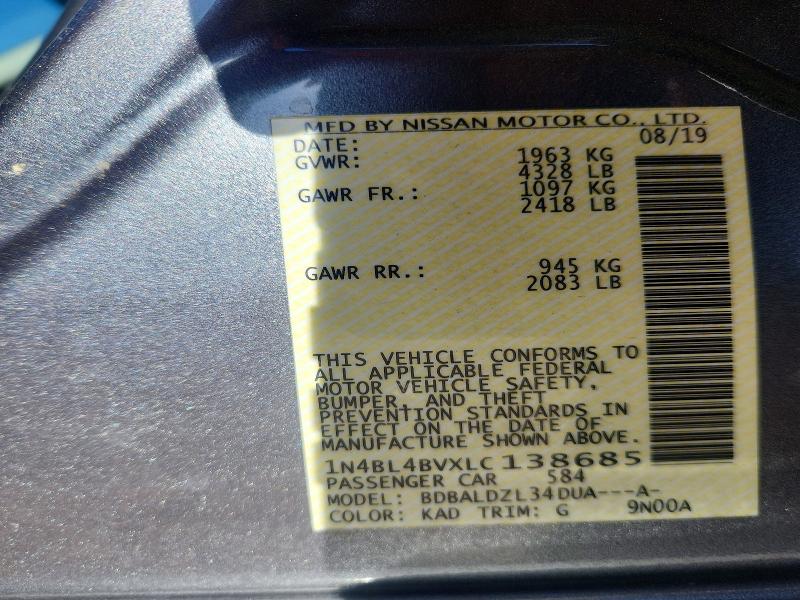 MFD BY NISSAN MOTOR CO., LTD.
DATE: 08/19
GVWR: 1963 KG
4328 LB
GAWR FR.: 1097 KG
2418 LB
GAWR RR.: 945 KG
2083 LB
THIS VEHICLE CONFORMS TO
ALL APPLICABLE FEDERAL
MOTOR VEHICLE SAFETY,
BUMPER, AND THEFT
PREVENTION STANDARDS IN
EFFECT ON THE DATE OF
MANUFACTURE SHOWN ABOVE.
1N4BL4BVXLC138685
PASSENGER CAR 584
MODEL: BDBALDZL34DUA---A-
COLOR: KAD TRIM: G 9N00A